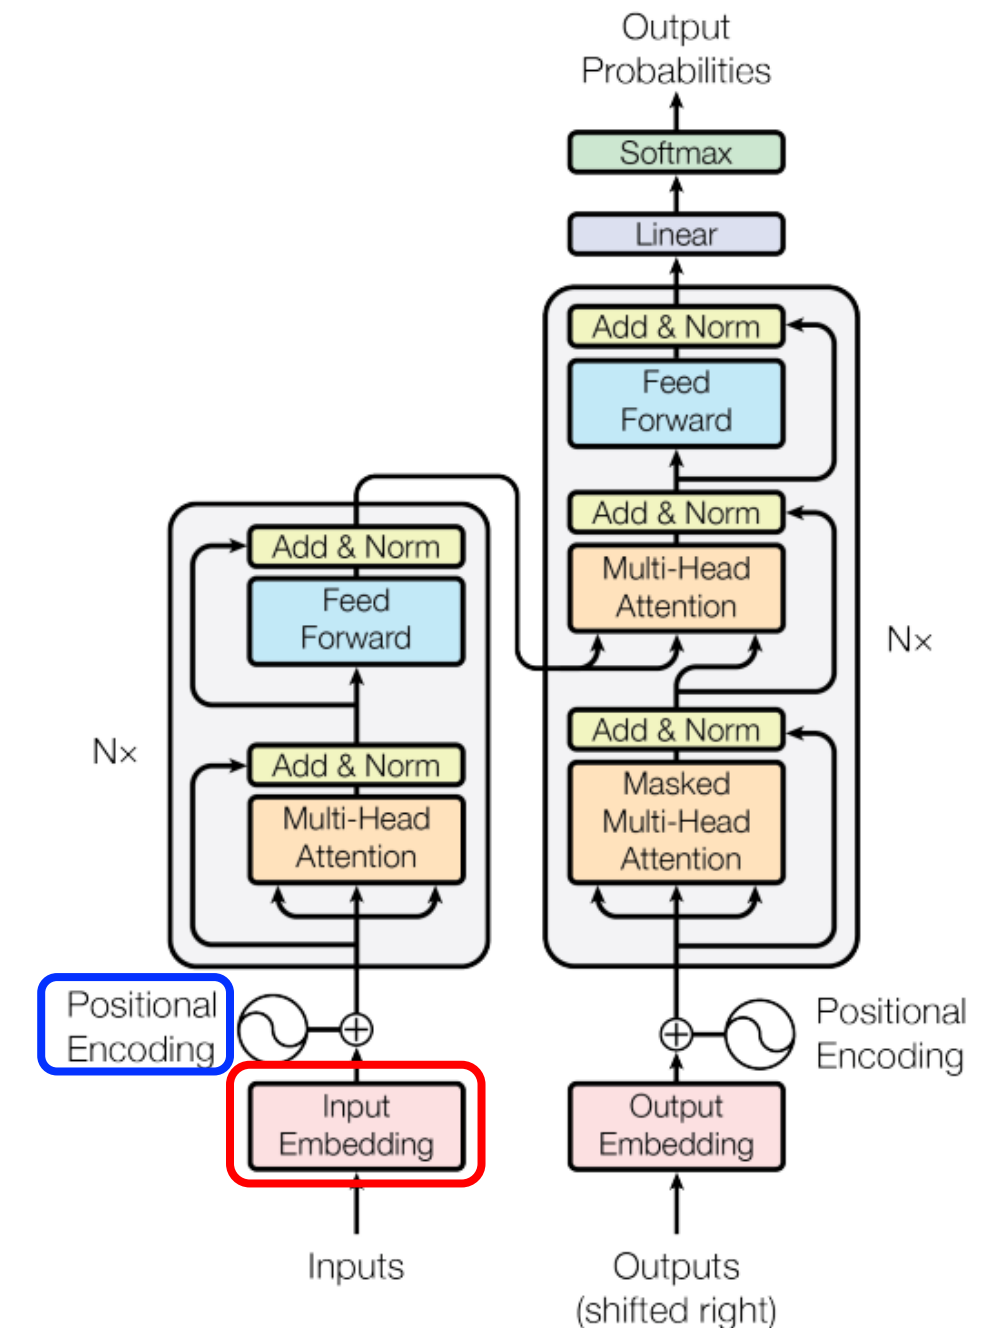 Output
Probabilities
Softmax
Linear
Add & Norm
Feed
Forward
Add & Norm
Multi-Head
Attention
Add & Norm
Masked
Multi-Head
Attention
Nx
Add & Norm
Feed
Forward
Add & Norm
Multi-Head
Attention
Nx
Positional
Encoding
Positional
Encoding
Input
Embedding
Output
Embedding
Inputs
Outputs
(shifted right)